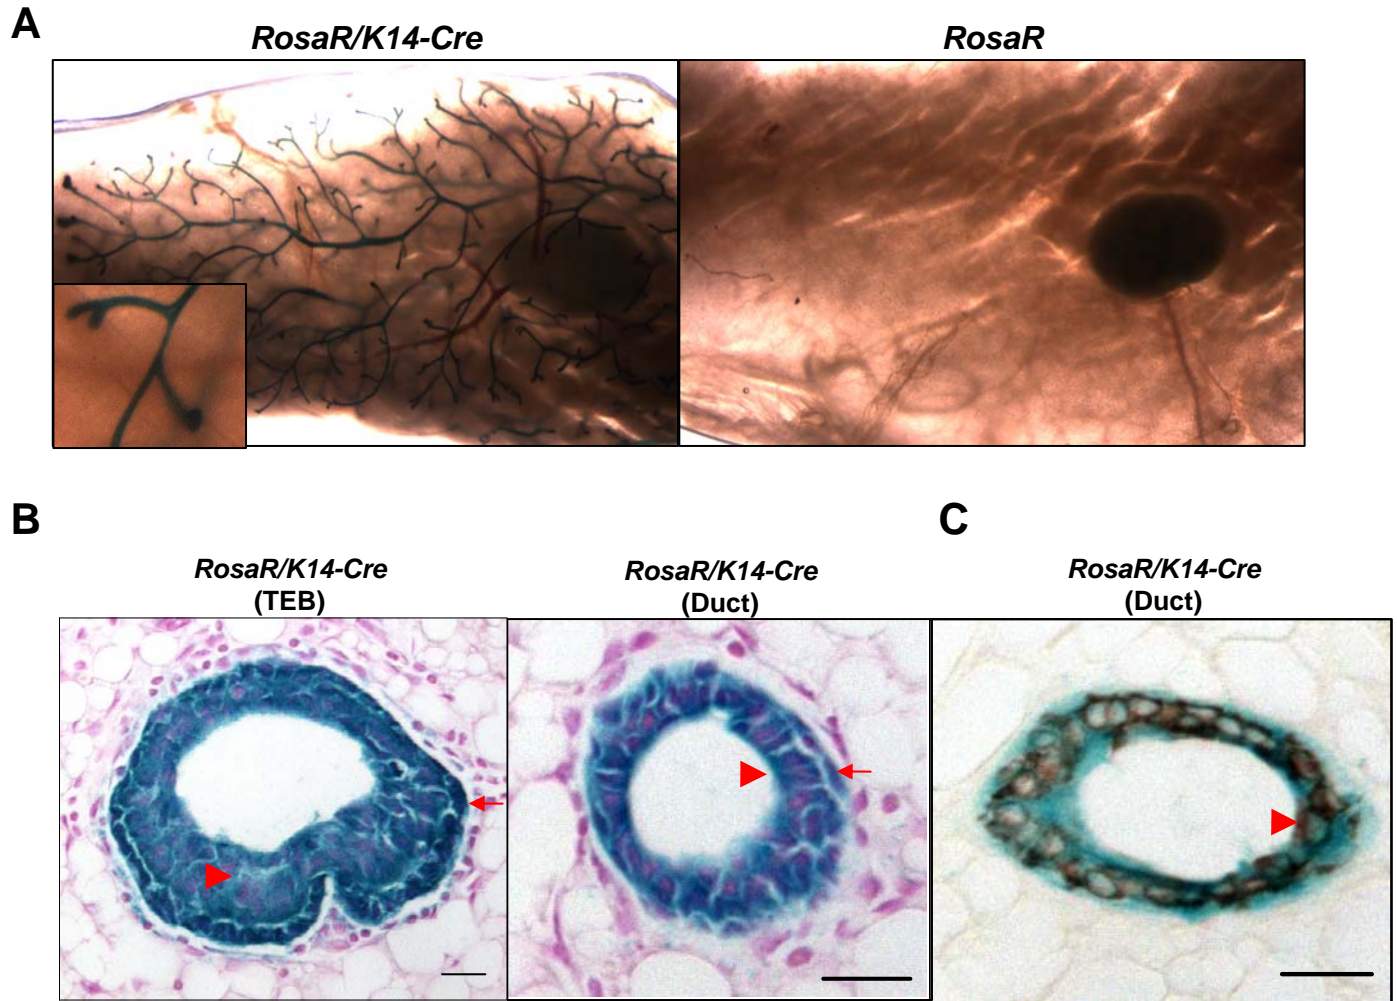 A
RosaR/K14-Cre
RosaR
B
C
RosaR/K14-Cre
(TEB)
RosaR/K14-Cre
(Duct)
RosaR/K14-Cre
(Duct)